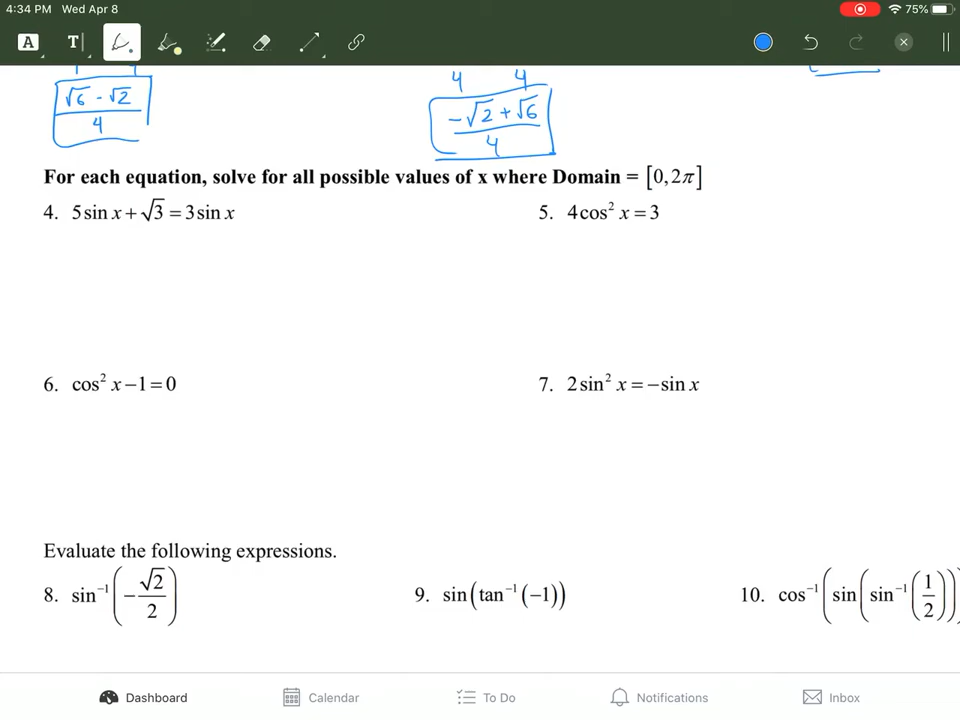 4:34 PM Wed Apr 8 75%
A T
4 4
√6 - √2
4
-√2 + √6
4
For each equation, solve for all possible values of x where Domain = [0, 2π]
4. 5 sin x + √3 = 3 sin x
5. 4 cos² x = 3
6. cos² x − 1 = 0
7. 2 sin² x = − sin x
Evaluate the following expressions.
8. sin⁻¹(−√2/2)
9. sin(tan⁻¹(−1))
10. cos⁻¹(sin(sin⁻¹(1/2))
Dashboard Calendar To Do Notifications Inbox